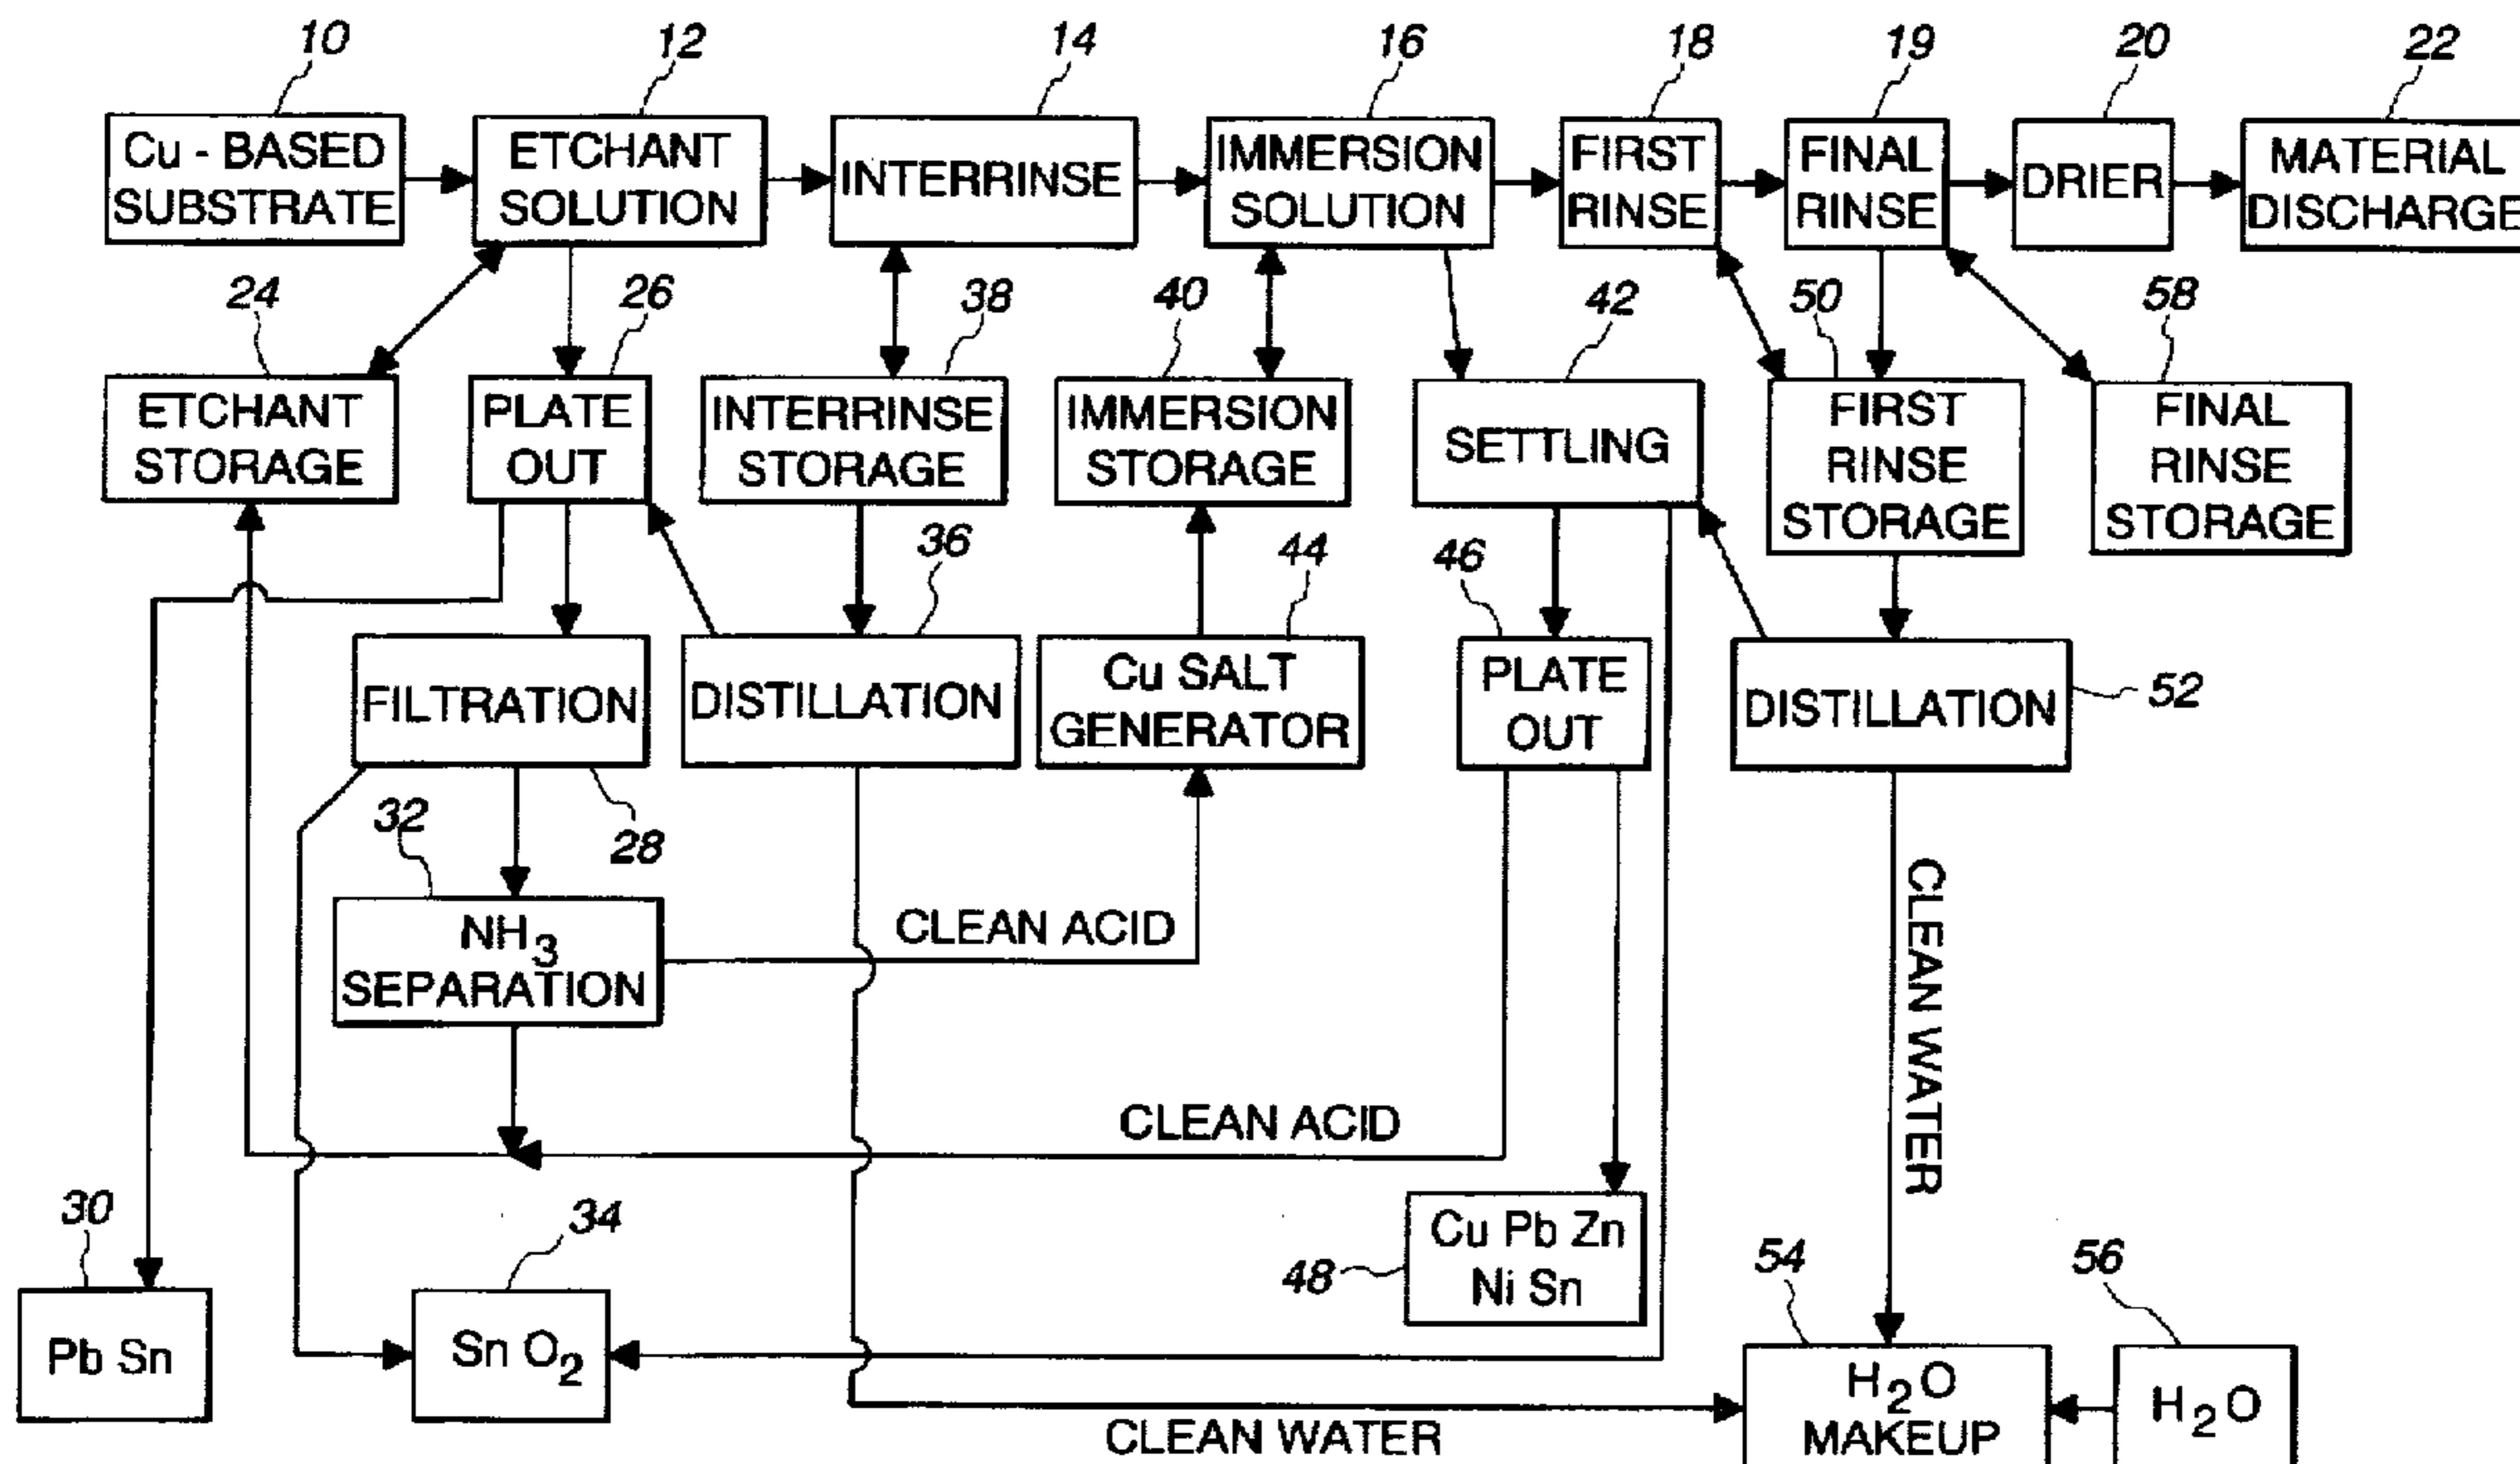 10
12
14
16
18
19
20
22
Cu - BASED
SUBSTRATE
ETCHANT
SOLUTION
INTERRINSE
IMMERSION
SOLUTION
FIRST
RINSE
FINAL
RINSE
DRIER
MATERIAL
DISCHARGE
24
26
38
40
42
50
58
ETCHANT
STORAGE
PLATE
OUT
INTERRINSE
STORAGE
IMMERSION
STORAGE
SETTLING
FIRST
RINSE
STORAGE
FINAL
RINSE
STORAGE
36
44
46
FILTRATION
DISTILLATION
Cu SALT
GENERATOR
PLATE
OUT
DISTILLATION
52
32
28
NH3
SEPARATION
CLEAN ACID
CLEAN WATER
CLEAN ACID
30
34
48
Cu Pb Zn
Ni Sn
54
56
Pb Sn
Sn O2
H2O
MAKEUP
H2O
CLEAN WATER